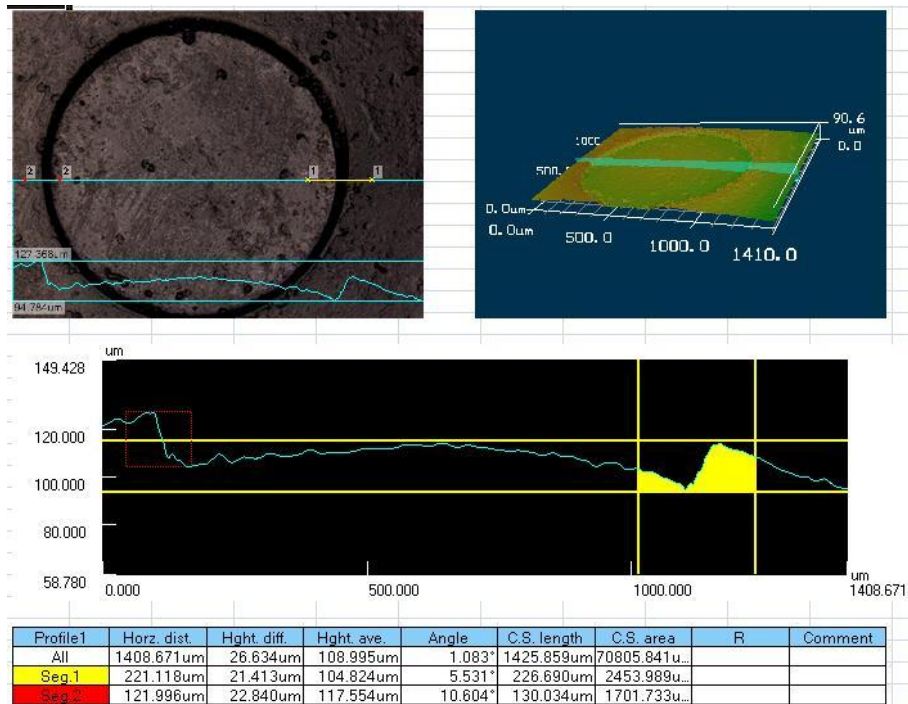 2 2 1 1
127.368um
94.784um
90.6
um
0.0
500.
0.0um
0.0um
500.0
1000.0
1410.0
um
149.428
120.000
100.000
80.000
58.780
0.000
500.000
1000.000
um
1408.671
Profile1 Horz. dist. Hght. diff. Hght. ave. Angle C.S. length C.S. area R Comment
All 1408.671um 26.634um 108.995um 1.083° 1425.859um 70805.841u...
Seg.1 221.118um 21.413um 104.824um 5.531° 226.690um 2453.989u...
Seg.2 121.996um 22.840um 117.554um 10.604° 130.034um 1701.733u...